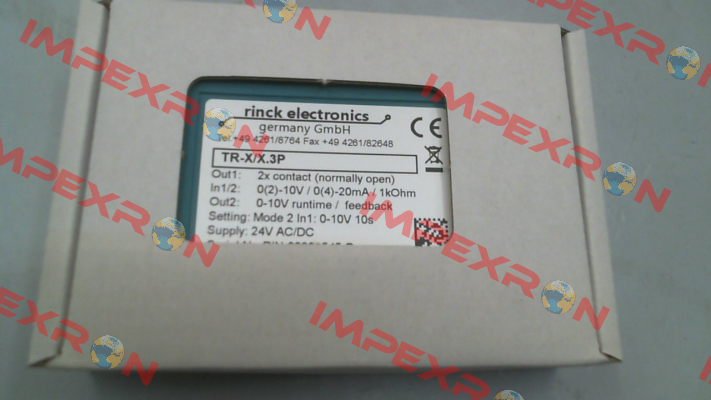 rinck electronics
germany GmbH
Tel +49 4261/8764 Fax +49 4261/82648
TR-X/X.3P
Out1: 2x contact (normally open)
In1/2: 0(2)-10V / 0(4)-20mA / 1kOhm
Out2: 0-10V runtime / feedback
Setting: Mode 2 In1: 0-10V 10s
Supply: 24V AC/DC
CE
IMPEXRON
IMPEXRON
IMPEXRON
IMPEXRON
IMPEXRON
IMPEXRON
IMPEXRON